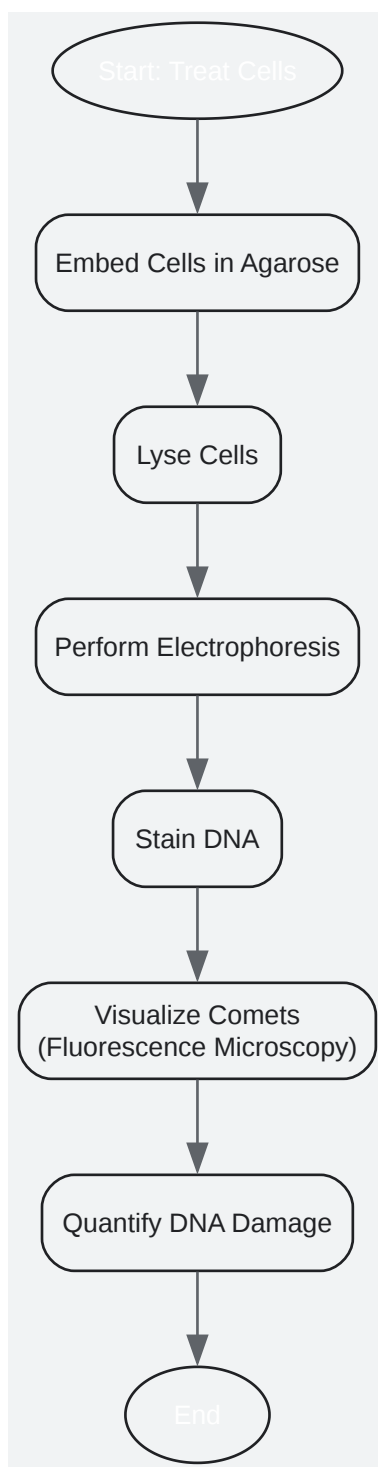 Start: Treat Cells
Embed Cells in Agarose
Lyse Cells
Perform Electrophoresis
Stain DNA
Visualize Comets
(Fluorescence Microscopy)
Quantify DNA Damage
End